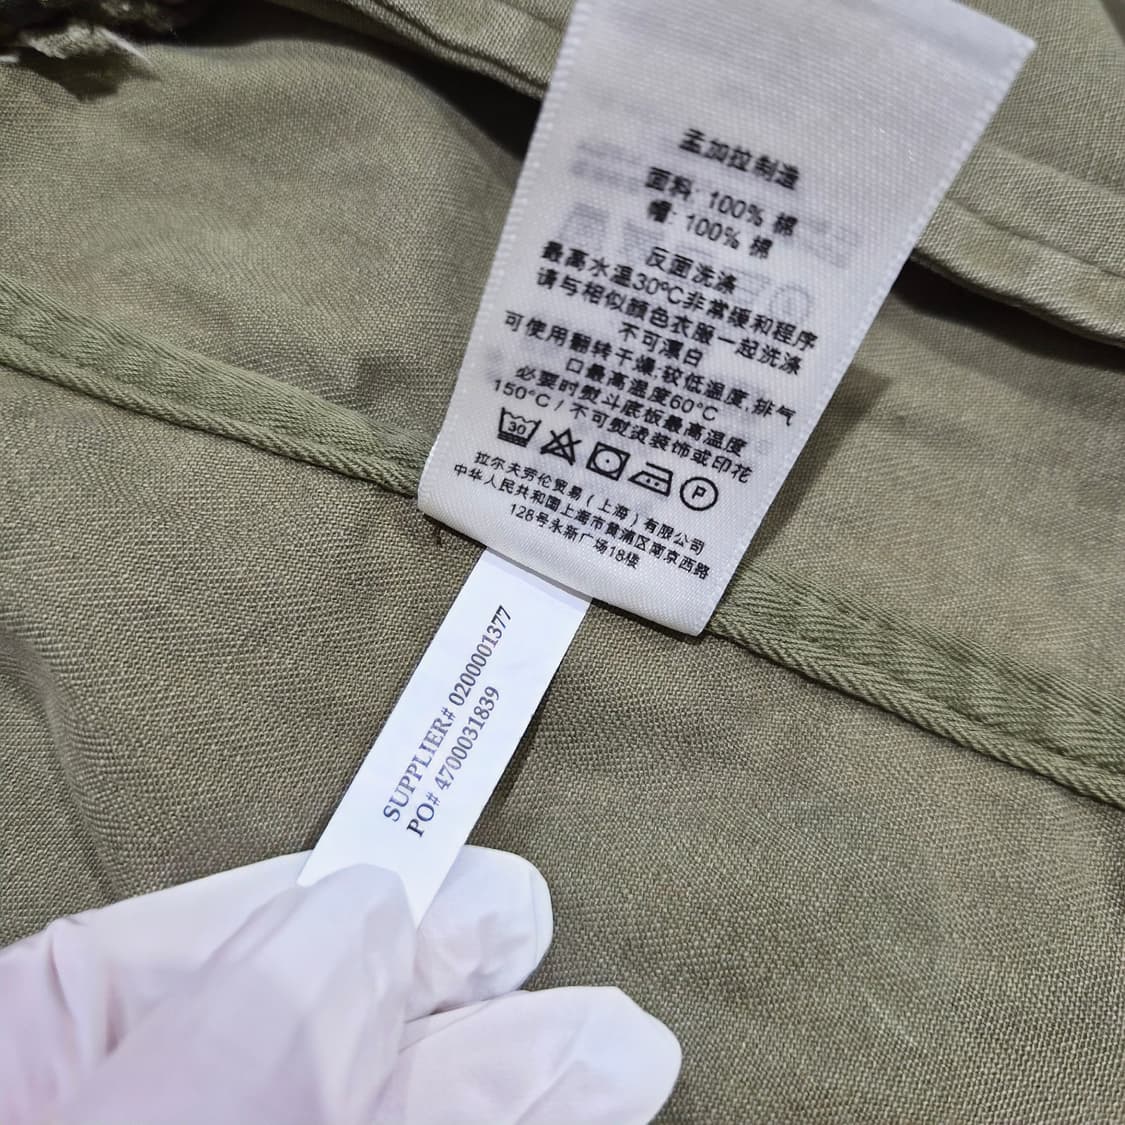 孟加拉制造
面料: 100% 棉
帽: 100% 棉
反面洗涤
最高水温30ºC非常缓和程序
请与相似颜色衣服一起洗涤
不可漂白
可使用翻转干燥,较低温度,排气
口最高温度60°C
必要时熨斗底板最高温度
150°C / 不可熨烫装饰或印花
30
P
拉尔夫劳伦贸易（上海）有限公司
中华人民共和国上海市黄浦区南京西路
128号永新广场18楼
SUPPLIER# 0200001377
PO# 4700031839